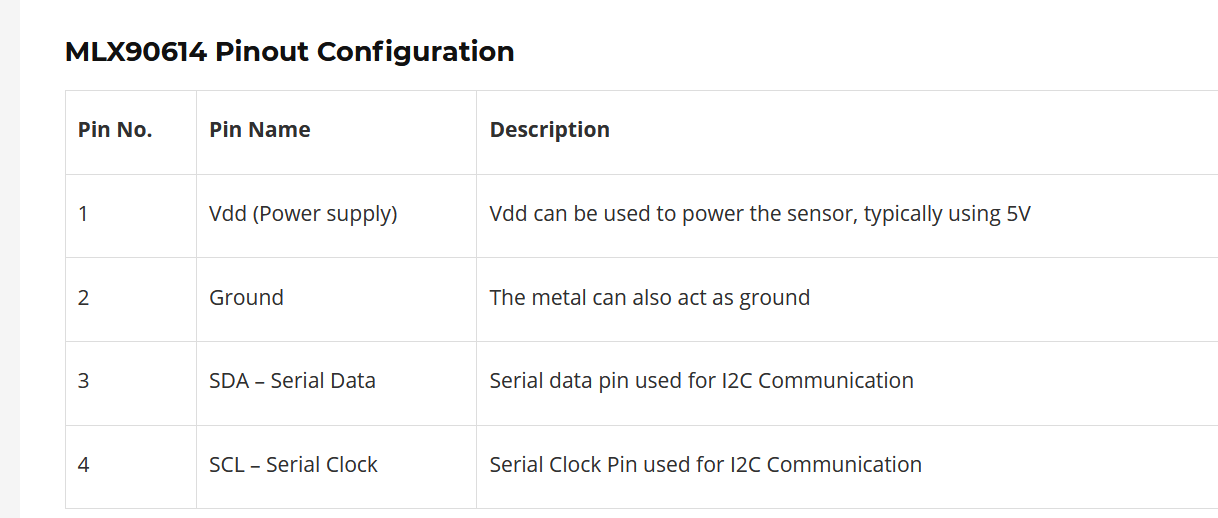 MLX90614 Pinout Configuration
Pin No. Pin Name Description
1 Vdd (Power supply) Vdd can be used to power the sensor, typically using 5V
2 Ground The metal can also act as ground
3 SDA – Serial Data Serial data pin used for I2C Communication
4 SCL – Serial Clock Serial Clock Pin used for I2C Communication